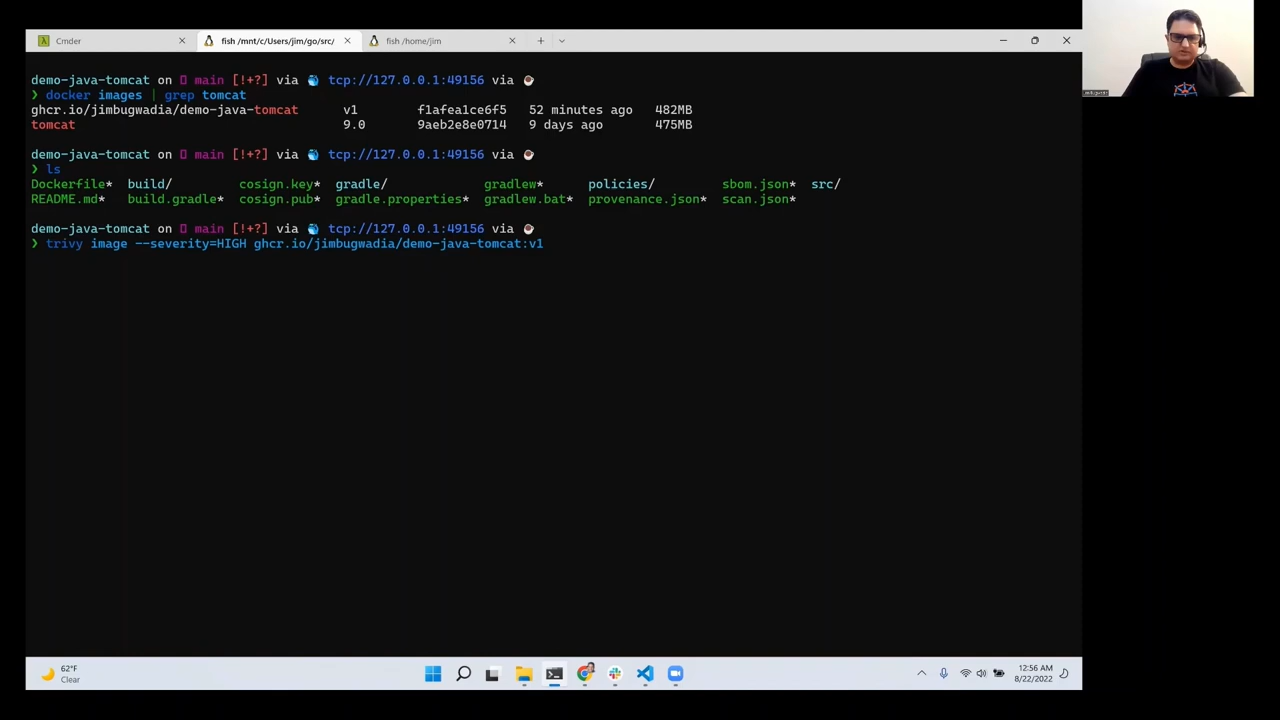 Cmder
fish /mnt/c/Users/jim/go/src/
fish /home/jim
demo-java-tomcat on main [!+?] via tcp://127.0.0.1:49156 via
❯ docker images | grep tomcat
ghcr.io/jimbugwadia/demo-java-tomcat v1 f1afea1ce6f5 52 minutes ago 482MB
tomcat 9.0 9aeb2e8e0714 9 days ago 475MB
demo-java-tomcat on main [!+?] via tcp://127.0.0.1:49156 via
❯ ls
Dockerfile* build/ cosign.key* gradle/ gradlew* policies/ sbom.json* src/
README.md* build.gradle* cosign.pub* gradle.properties* gradlew.bat* provenance.json* scan.json*
demo-java-tomcat on main [!+?] via tcp://127.0.0.1:49156 via
❯ trivy image --severity=HIGH ghcr.io/jimbugwadia/demo-java-tomcat:v1
62°F
Clear
12:56 AM
8/22/2022